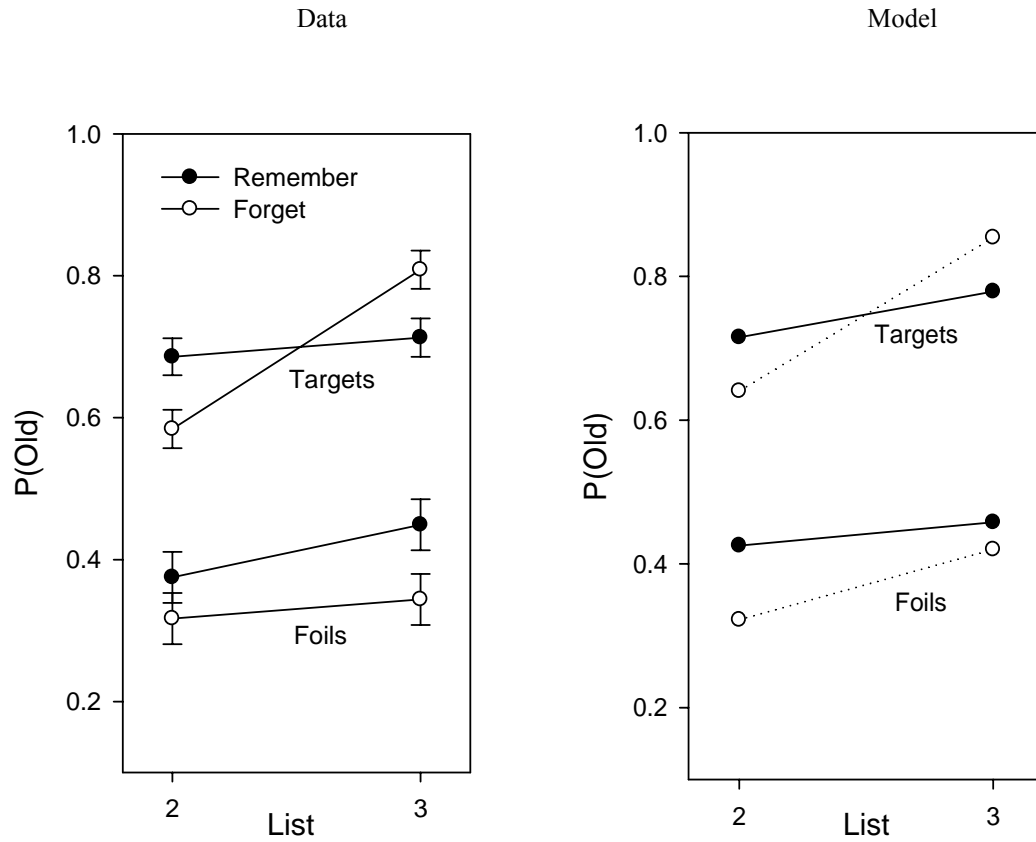 Data
Model
1.0
0.8
0.6
0.4
0.2
P(Old)
Remember
Forget
Targets
Foils
2 3
List
1.0
0.8
0.6
0.4
0.2
P(Old)
Targets
Foils
2 3
List